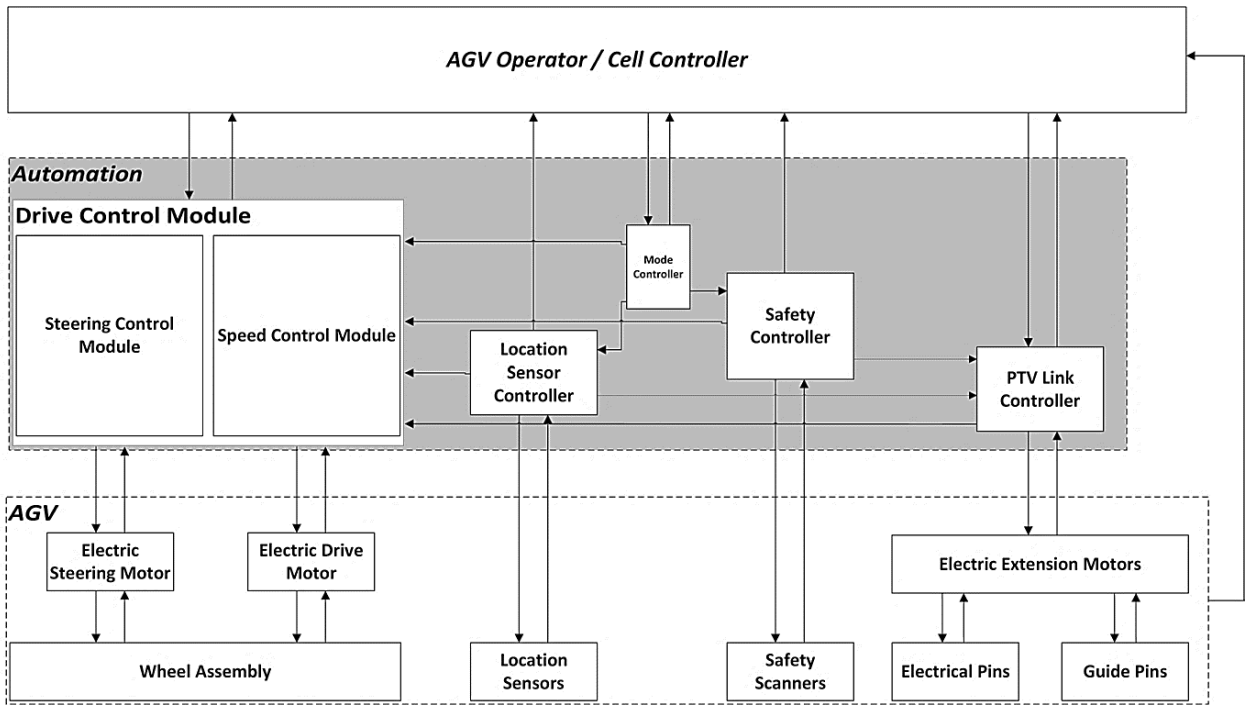 AGV Operator / Cell Controller
Automation
Drive Control Module
Steering Control
Module
Speed Control Module
Mode
Controller
Safety
Controller
Location
Sensor
Controller
PTV Link
Controller
AGV
Electric
Steering Motor
Electric Drive
Motor
Electric Extension Motors
Wheel Assembly
Location
Sensors
Safety
Scanners
Electrical Pins
Guide Pins